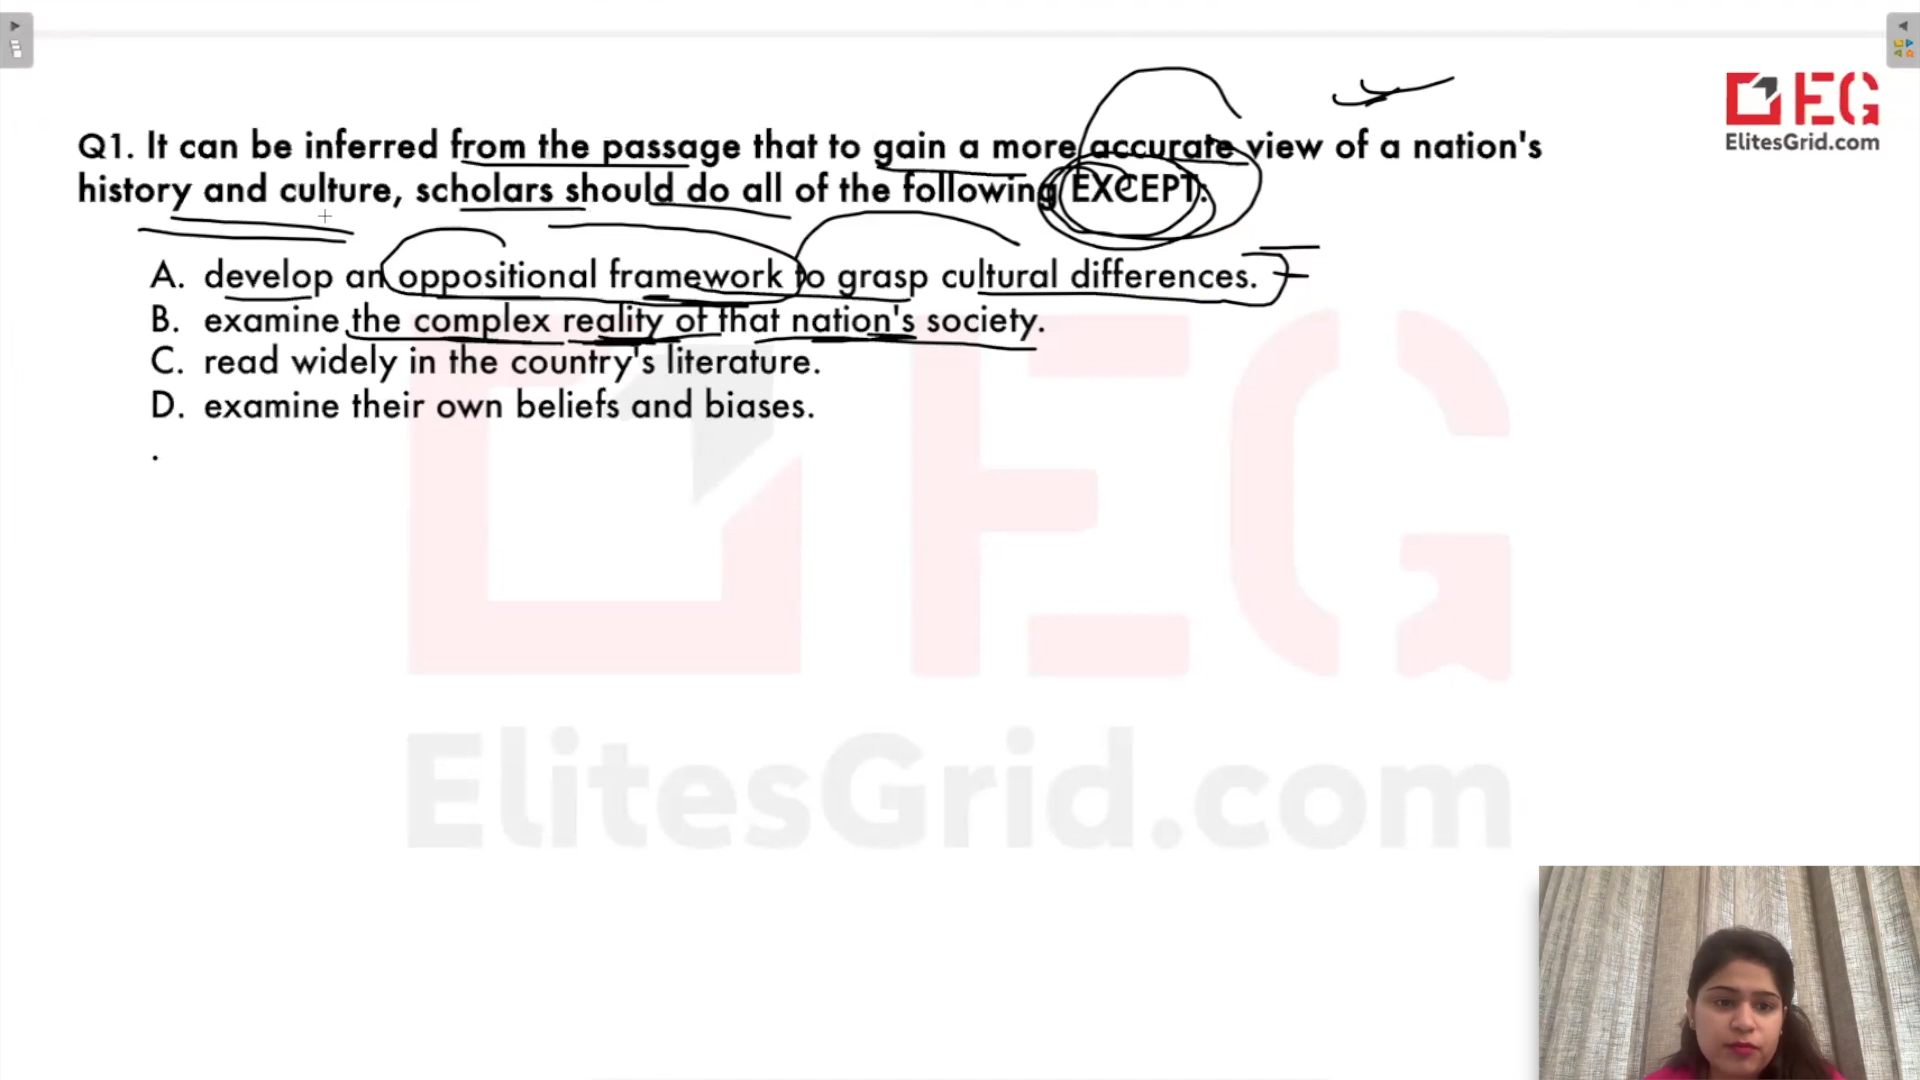 EG
ElitesGrid.com
Q1. It can be inferred from the passage that to gain a more accurate view of a nation's
history and culture, scholars should do all of the following EXCEPT:
A. develop an oppositional framework to grasp cultural differences.
B. examine the complex reality of that nation's society.
C. read widely in the country's literature.
D. examine their own beliefs and biases.
.
EG
ElitesGrid.com